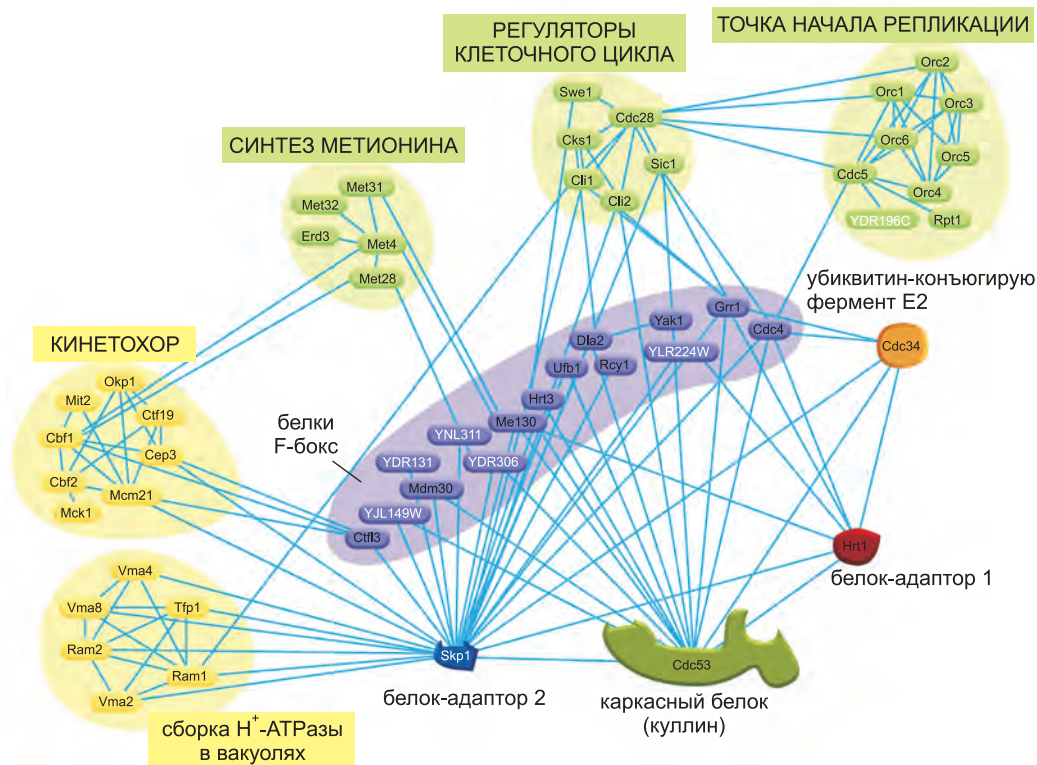 РЕГУЛЯТОРЫ
КЛЕТОЧНОГО ЦИКЛА
ТОЧКА НАЧАЛА РЕПЛИКАЦИИ
Swe1
Cdc28
Cks1
Sic1
Cli1
Cli2
Orc2
Orc1
Orc3
Orc6
Orc5
Cdc5
Orc4
YDR196C
Rpt1
СИНТЕЗ МЕТИОНИНА
Met31
Met32
Erd3
Met4
Met28
убиквитин-конъюгирую
фермент E2
Cdc34
КИНЕТОХОР
Okp1
Mit2
Ctf19
Cbf1
Cep3
Cbf2
Mcm21
Mck1
белки
F-бокс
Grr1
Yak1
Cdc4
Dla2
YLR224W
Ufb1
Rcy1
Hrt3
Me130
YNL311
YDR131
YDR306
Mdm30
YJL149W
Ctfl3
Hrt1
белок-адаптор 1
Vma4
Vma8
Tfp1
Ram2
Ram1
Vma2
сборка H+-АТРазы
в вакуолях
Skp1
белок-адаптор 2
Cdc53
каркасный белок
(куллин)